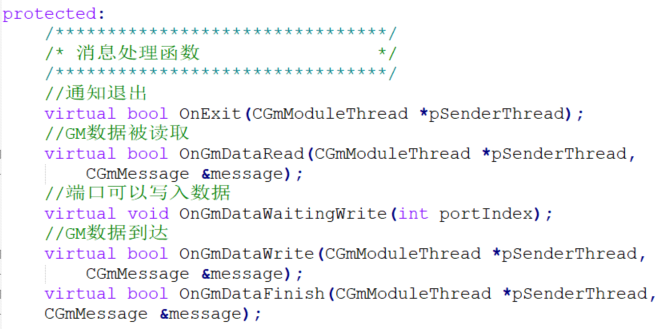 protected:
/********************************/
/* 消息处理函数 */
/********************************/
//通知退出
virtual bool OnExit(CGmModuleThread *pSenderThread);
//GM数据被读取
virtual bool OnGmDataRead(CGmModuleThread *pSenderThread,
CGmMessage &message);
//端口可以写入数据
virtual void OnGmDataWaitingWrite(int portIndex);
//GM数据到达
virtual bool OnGmDataWrite(CGmModuleThread *pSenderThread,
CGmMessage &message);
virtual bool OnGmDataFinish(CGmModuleThread *pSenderThread,
CGmMessage &message);